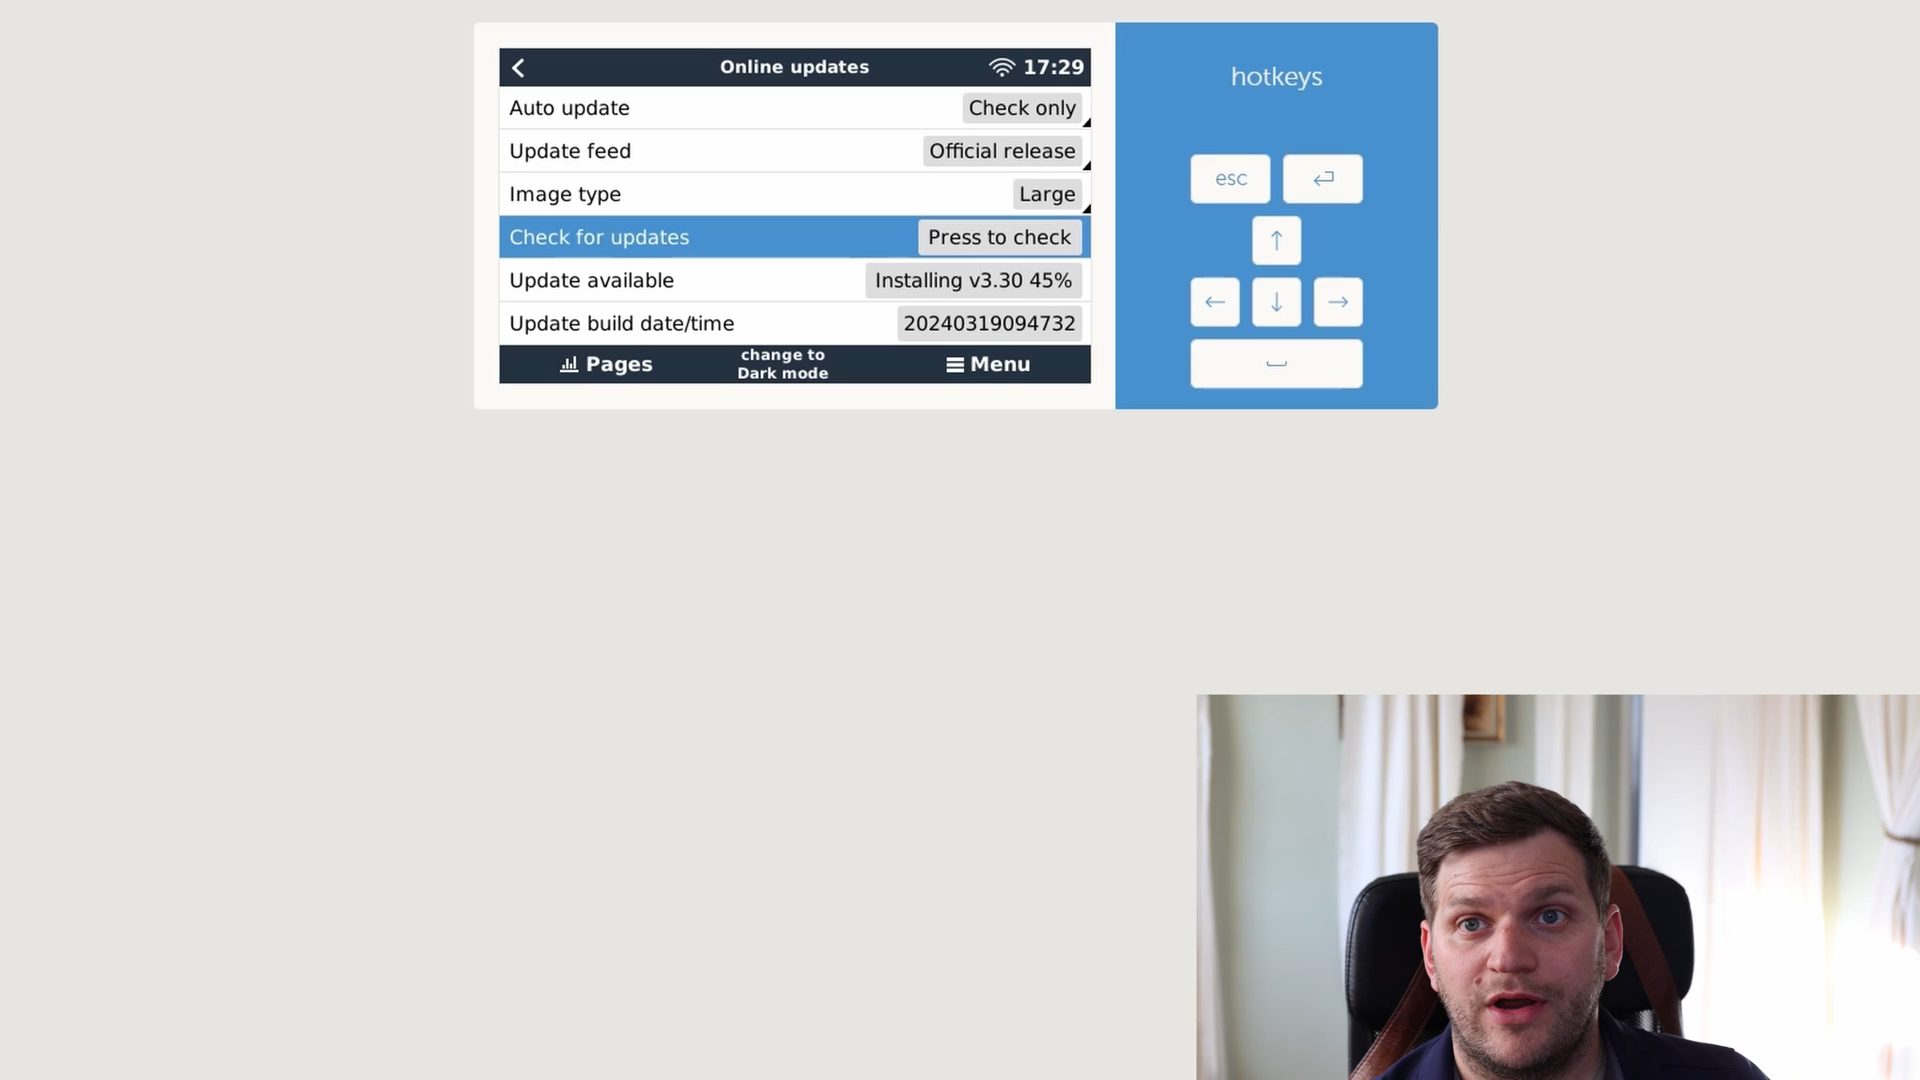 Online updates 17:29
Auto update Check only
Update feed Official release
Image type Large
Check for updates Press to check
Update available Installing v3.30 45%
Update build date/time 20240319094732
Pages change to Dark mode Menu
hotkeys
esc